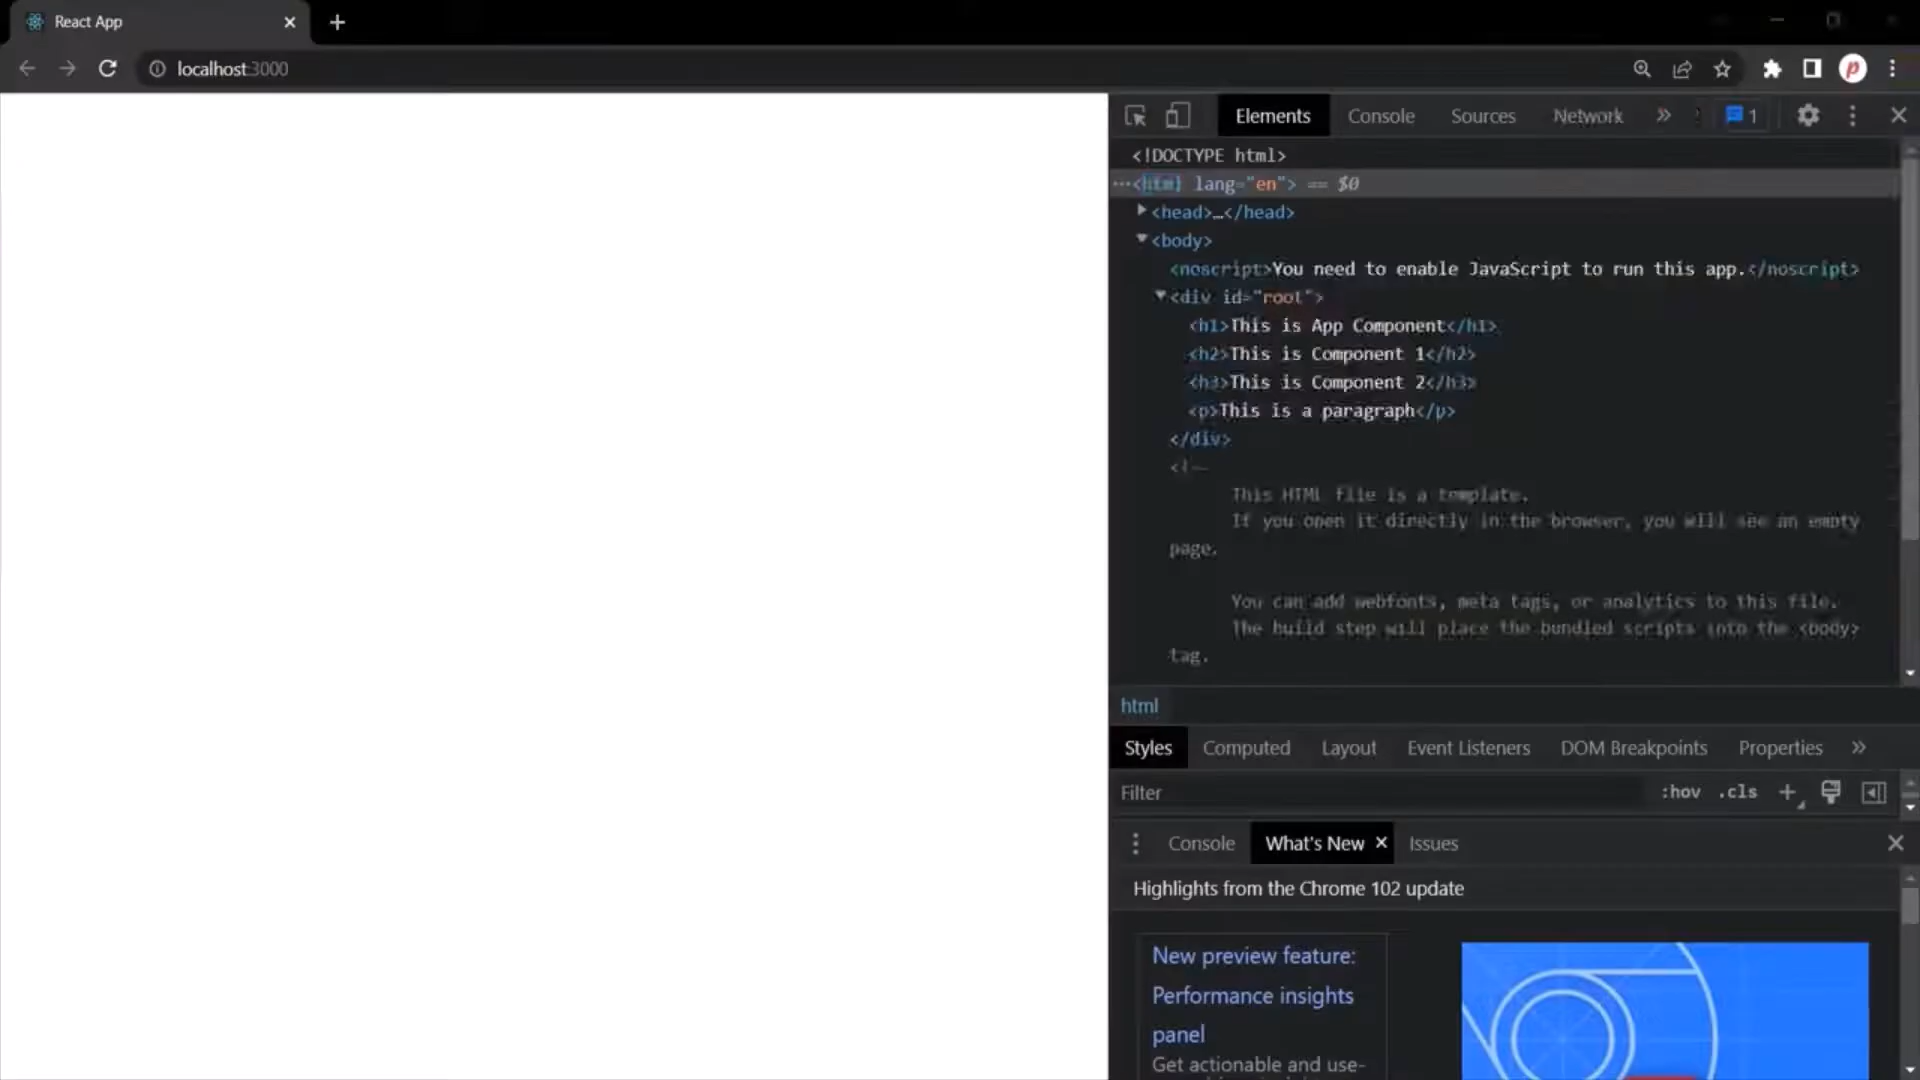 React App
localhost:3000
Elements Console Sources Network 1
<!DOCTYPE html>
<html lang="en"> == $0
<head>…</head>
<body>
<noscript>You need to enable JavaScript to run this app.</noscript>
<div id="root">
<h1>This is App Component</h1>
<h2>This is Component 1</h2>
<h3>This is Component 2</h3>
<p>This is a paragraph</p>
</div>
<!--
This HTML file is a template.
If you open it directly in the browser, you will see an empty
page.
You can add webfonts, meta tags, or analytics to this file.
The build step will place the bundled scripts into the <body>
tag.
html
Styles Computed Layout Event Listeners DOM Breakpoints Properties
Filter :hov .cls
Console What's New Issues
Highlights from the Chrome 102 update
New preview feature:
Performance insights
panel
Get actionable and use-